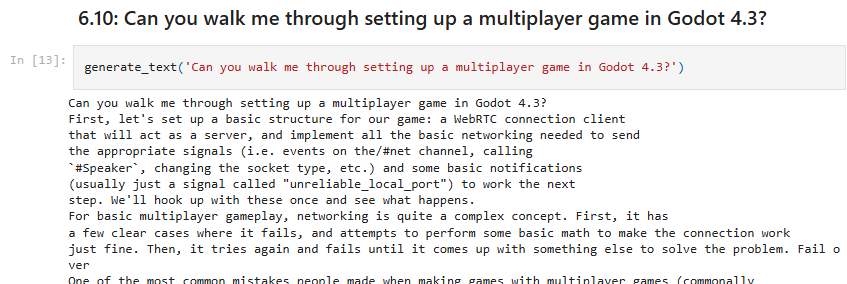 6.10: Can you walk me through setting up a multiplayer game in Godot 4.3?
In [13]:
generate_text('Can you walk me through setting up a multiplayer game in Godot 4.3?')
Can you walk me through setting up a multiplayer game in Godot 4.3?
First, let's set up a basic structure for our game: a WebRTC connection client
that will act as a server, and implement all the basic networking needed to send
the appropriate signals (i.e. events on the/#net channel, calling
`#Speaker`, changing the socket type, etc.) and some basic notifications
(usually just a signal called "unreliable_local_port") to work the next
step. We'll hook up with these once and see what happens.
For basic multiplayer gameplay, networking is quite a complex concept. First, it has
a few clear cases where it fails, and attempts to perform some basic math to make the connection work
just fine. Then, it tries again and fails until it comes up with something else to solve the problem. Fail o
ver
One of the most common mistakes people made when making games with multiplayer games (commonally